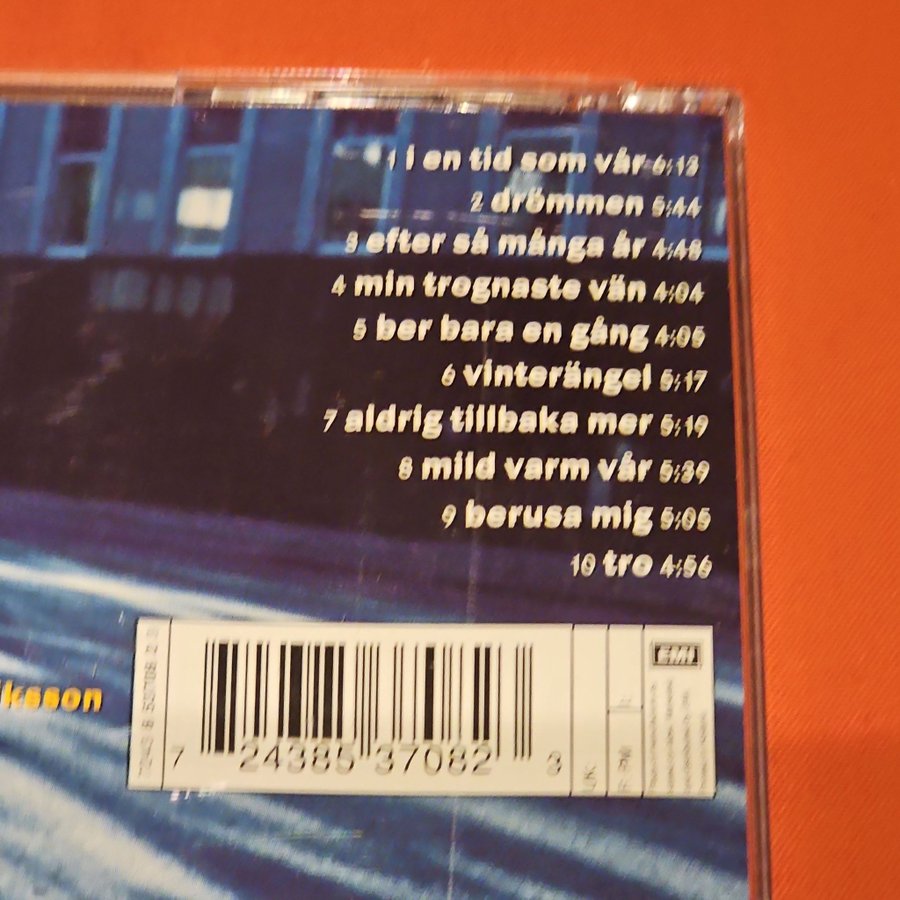 1 i en tid som vår 6:13
2 drömmen 5:44
3 efter så många år 4:48
4 min trognaste vän 4:04
5 ber bara en gång 4:05
6 vinterängel 5:17
7 aldrig tillbaka mer 5:19
8 mild varm vår 5:39
9 berusa mig 5:05
10 tro 4:56
iksson
EMI
UK:
7 24385 37082 3